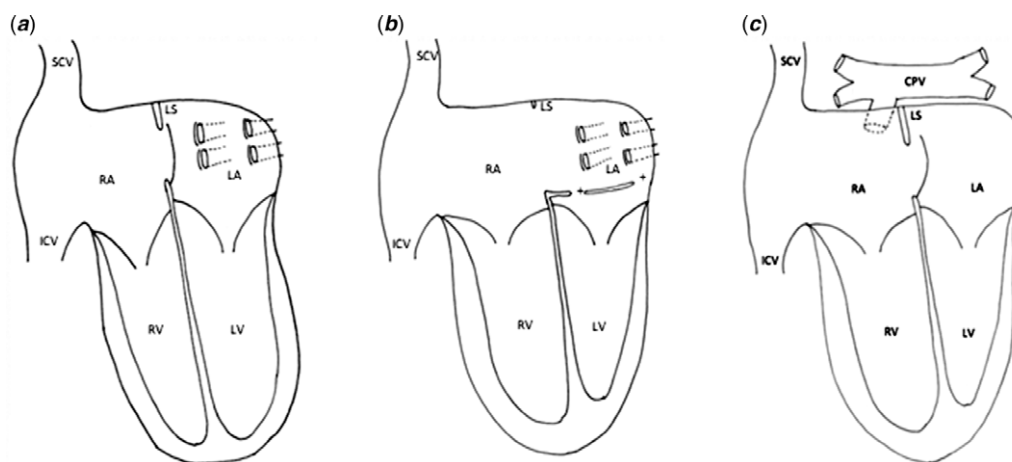 (a)
SCV
LS
RA
LA
ICV
RV
LV
(b)
SCV
LS
RA
LA
+
+
ICV
RV
LV
(c)
SCV
CPV
LS
RA
LA
ICV
RV
LV